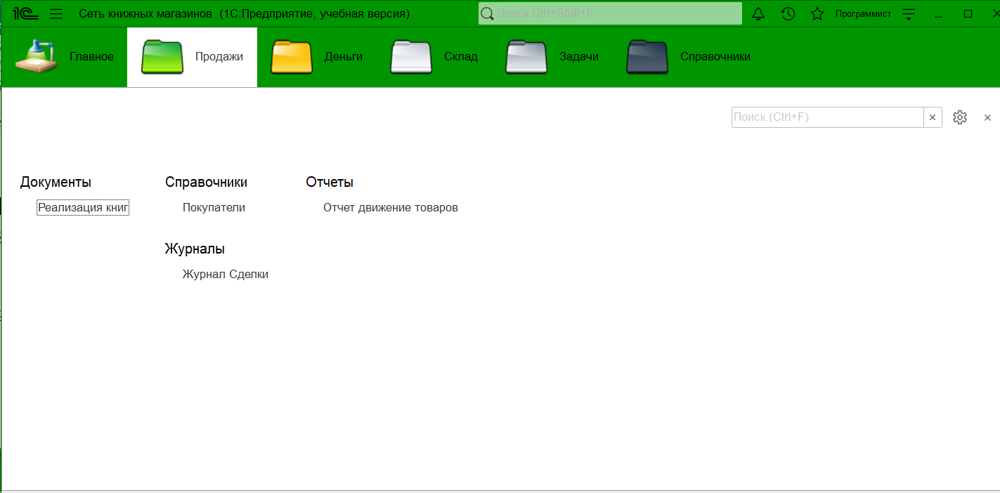 1С Сеть книжных магазинов (1С:Предприятие, учебная версия) Поиск Ctrl+Shift+F Программист
Главное Продажи Деньги Склад Задачи Справочники
Поиск (Ctrl+F)
Документы Справочники Отчеты
Реализация книг Покупатели Отчет движение товаров
Журналы
Журнал Сделки